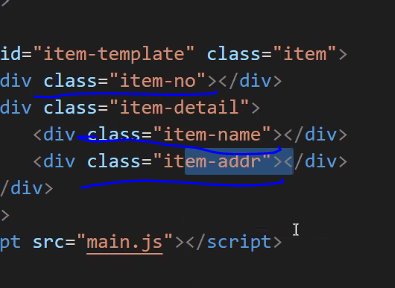 >
id="item-template" class="item">
div class="item-no"></div>
div class="item-detail">
<div class="item-name"></div>
<div class="item-addr"></div>
/div>
>
pt src="main.js"></script>